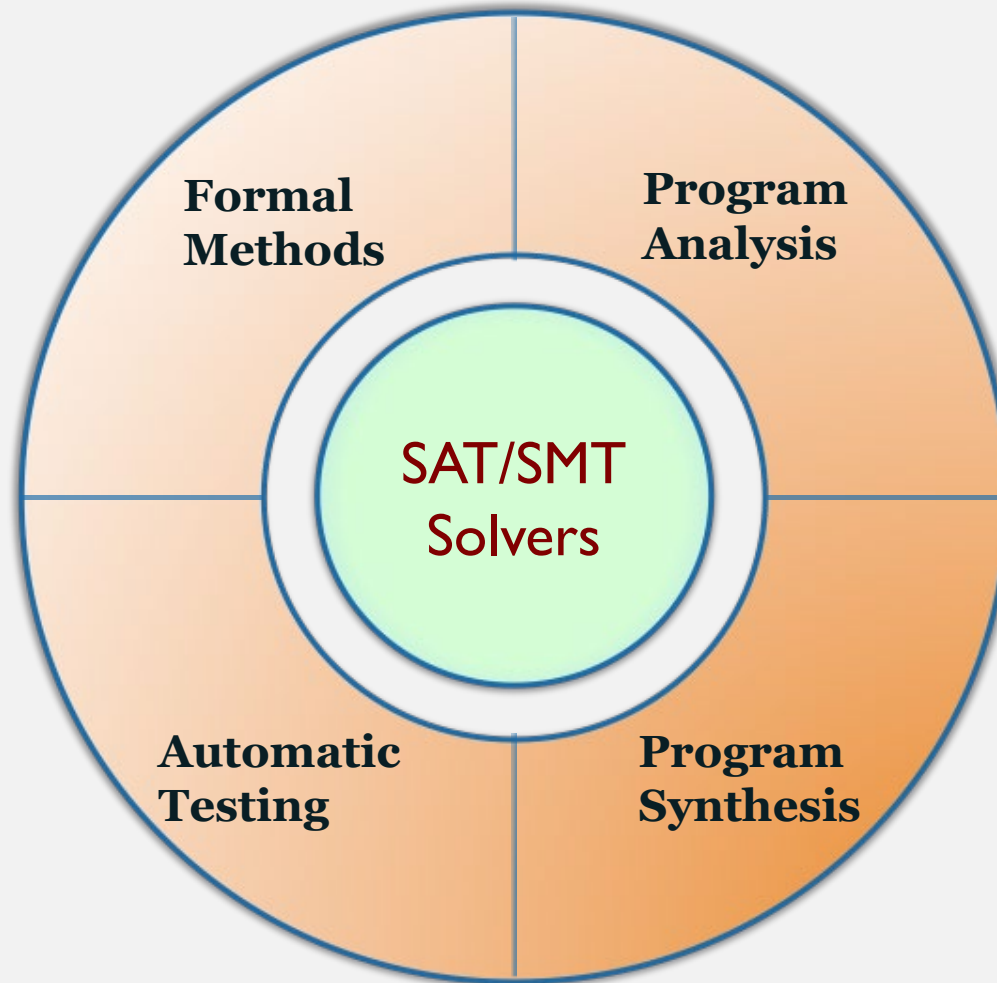 Formal
Methods
Program
Analysis
SAT/SMT
Solvers
Automatic
Testing
Program
Synthesis